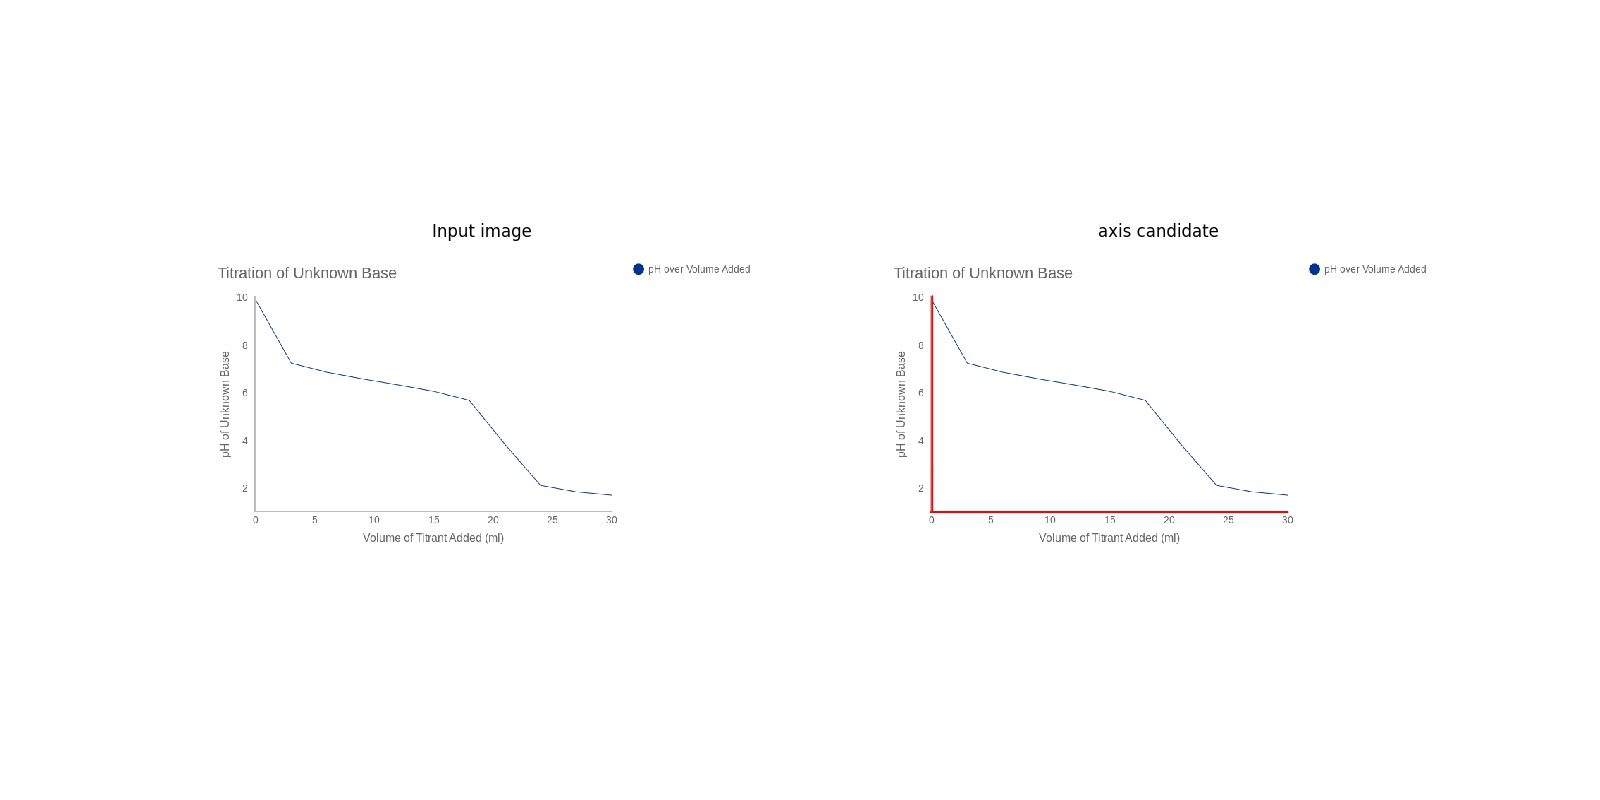 Input image
axis candidate
Titration of Unknown Base
pH over Volume Added
10
8
6
4
2
pH of Unknown Base
0 5 10 15 20 25 30
Volume of Titrant Added (ml)
Titration of Unknown Base
pH over Volume Added
10
8
6
4
2
pH of Unknown Base
0 5 10 15 20 25 30
Volume of Titrant Added (ml)